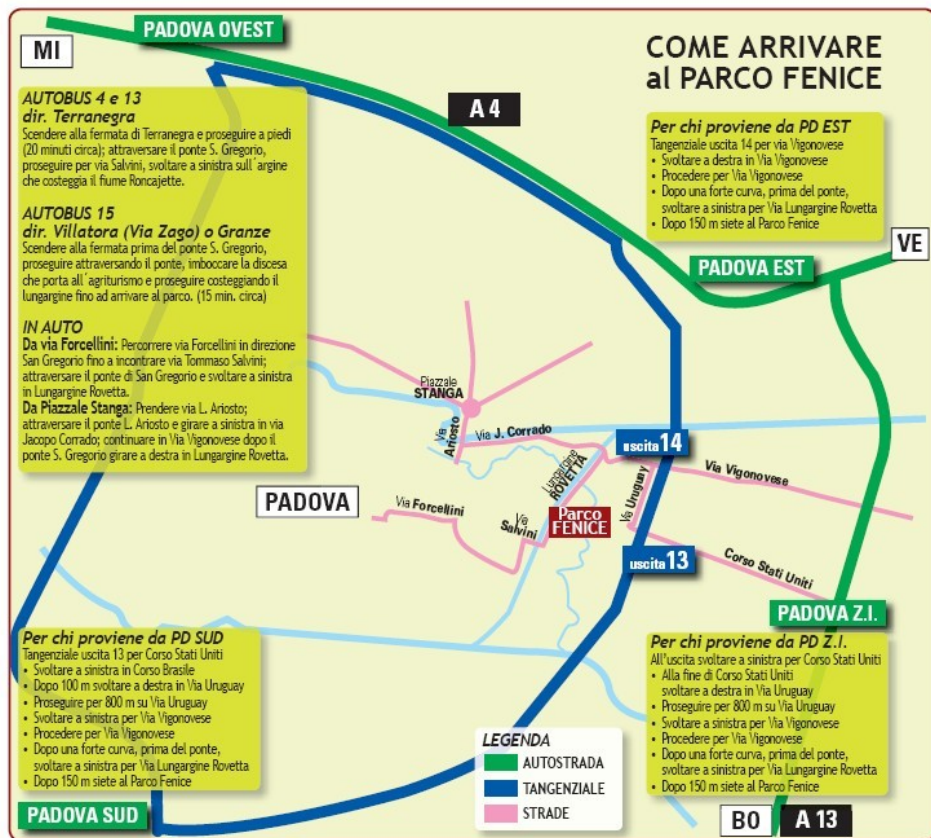 PADOVA OVEST
MI
COME ARRIVARE
al PARCO FENICE
A 4
AUTOBUS 4 e 13
dir. Terranegra
Scendere alla fermata di Terranegra e proseguire a piedi
(20 minuti circa); attraversare il ponte S. Gregorio,
proseguire per via Salvini, svoltare a sinistra sull´argine
che costeggia il fiume Roncajette.
AUTOBUS 15
dir. Villatora (Via Zago) o Granze
Scendere alla fermata prima del ponte S. Gregorio,
proseguire attraversando il ponte, imboccare la discesa
che porta all´agriturismo e proseguire costeggiando il
lungargine fino ad arrivare al parco. (15 min. circa)
IN AUTO
Da via Forcellini: Percorrere via Forcellini in direzione
San Gregorio fino a incontrare via Tommaso Salvini;
attraversare il ponte di San Gregorio e svoltare a sinistra
in Lungargine Rovetta.
Da Piazzale Stanga: Prendere via L. Ariosto;
attraversare il ponte L. Ariosto e girare a sinistra in via
Jacopo Corrado; continuare in Via Vigonovese dopo il
ponte S. Gregorio girare a destra in Lungargine Rovetta.
Per chi proviene da PD EST
Tangenziale uscita 14 per via Vigonovese
• Svoltare a destra in Via Vigonovese
• Procedere per Via Vigonovese
• Dopo una forte curva, prima del ponte,
svoltare a sinistra per Via Lungargine Rovetta
• Dopo 150 m siete al Parco Fenice
VE
PADOVA EST
Piazzale
STANGA
Via
Ariosto
Via J. Corrado
Lungargine
ROVETTA
uscita 14
Via Uruguay
Via Vigonovese
PADOVA
Via Forcellini
Via
Salvini
Parco
FENICE
uscita 13
Corso Stati Uniti
PADOVA Z.I.
Per chi proviene da PD SUD
Tangenziale uscita 13 per Corso Stati Uniti
• Svoltare a sinistra in Corso Brasile
• Dopo 100 m svoltare a destra in Via Uruguay
• Proseguire per 800 m su Via Uruguay
• Svoltare a sinistra per Via Vigonovese
• Procedere per Via Vigonovese
• Dopo una forte curva, prima del ponte,
svoltare a sinistra per Via Lungargine Rovetta
• Dopo 150 m siete al Parco Fenice
PADOVA SUD
LEGENDA
AUTOSTRADA
TANGENZIALE
STRADE
Per chi proviene da PD Z.I.
All'uscita svoltare a sinistra per Corso Stati Uniti
• Alla fine di Corso Stati Uniti
svoltare a destra in Via Uruguay
• Proseguire per 800 m su Via Uruguay
• Svoltare a sinistra per Via Vigonovese
• Procedere per Via Vigonovese
• Dopo una forte curva, prima del ponte,
svoltare a sinistra per Via Lungargine Rovetta
• Dopo 150 m siete al Parco Fenice
BO
A 13